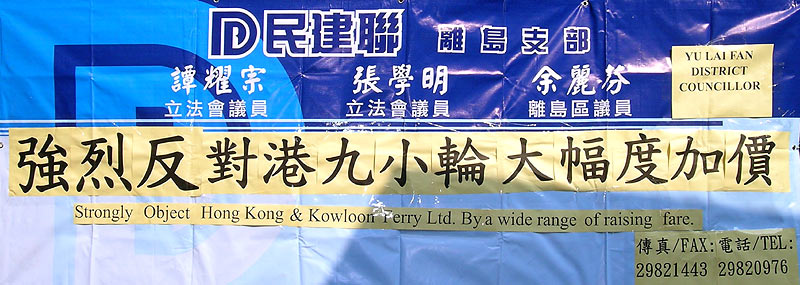 民建聯 離島支部
譚耀宗 張學明 余麗芬
立法會議員 立法會議員 離島區議員
YU LAI FAN
DISTRICT
COUNCILLOR
強烈反對港九小輪大幅度加價
Strongly Object Hong Kong & Kowloon Ferry Ltd. By a wide range of raising fare.
傳真/FAX: 電話/TEL:
29821443 29820976